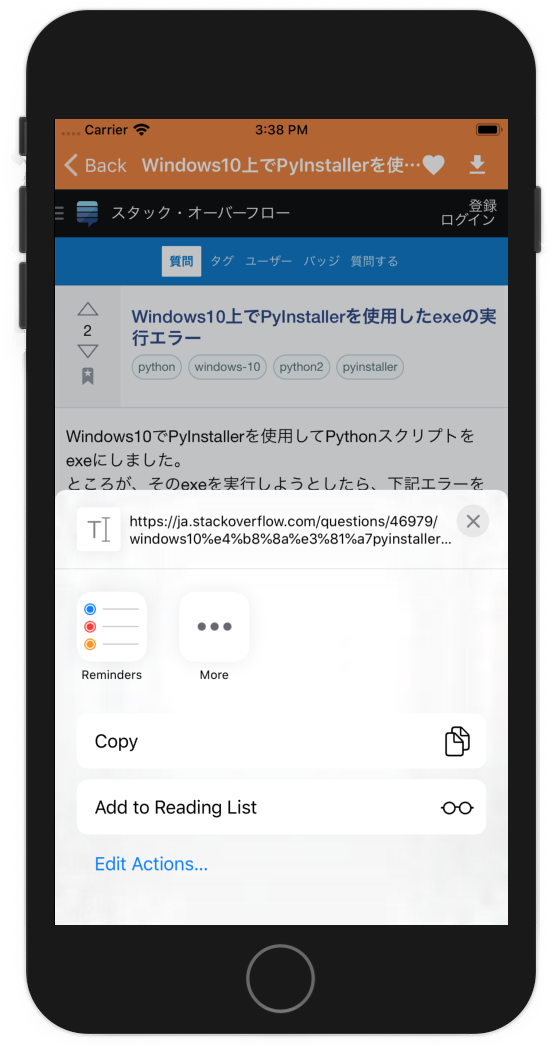 Carrier
3:38 PM
Back
Windows10上でPyInstallerを使…
スタック・オーバーフロー
登録
ログイン
質問 タグ ユーザー バッジ 質問する
2
Windows10上でPyInstallerを使用したexeの実
行エラー
python windows-10 python2 pyinstaller
Windows10でPyInstallerを使用してPythonスクリプトを
exeにしました。
ところが、そのexeを実行しようとしたら、下記エラーを
https://ja.stackoverflow.com/questions/46979/
windows10%e4%b8%8a%e3%81%a7pyinstaller...
Reminders
More
Copy
Add to Reading List
Edit Actions...